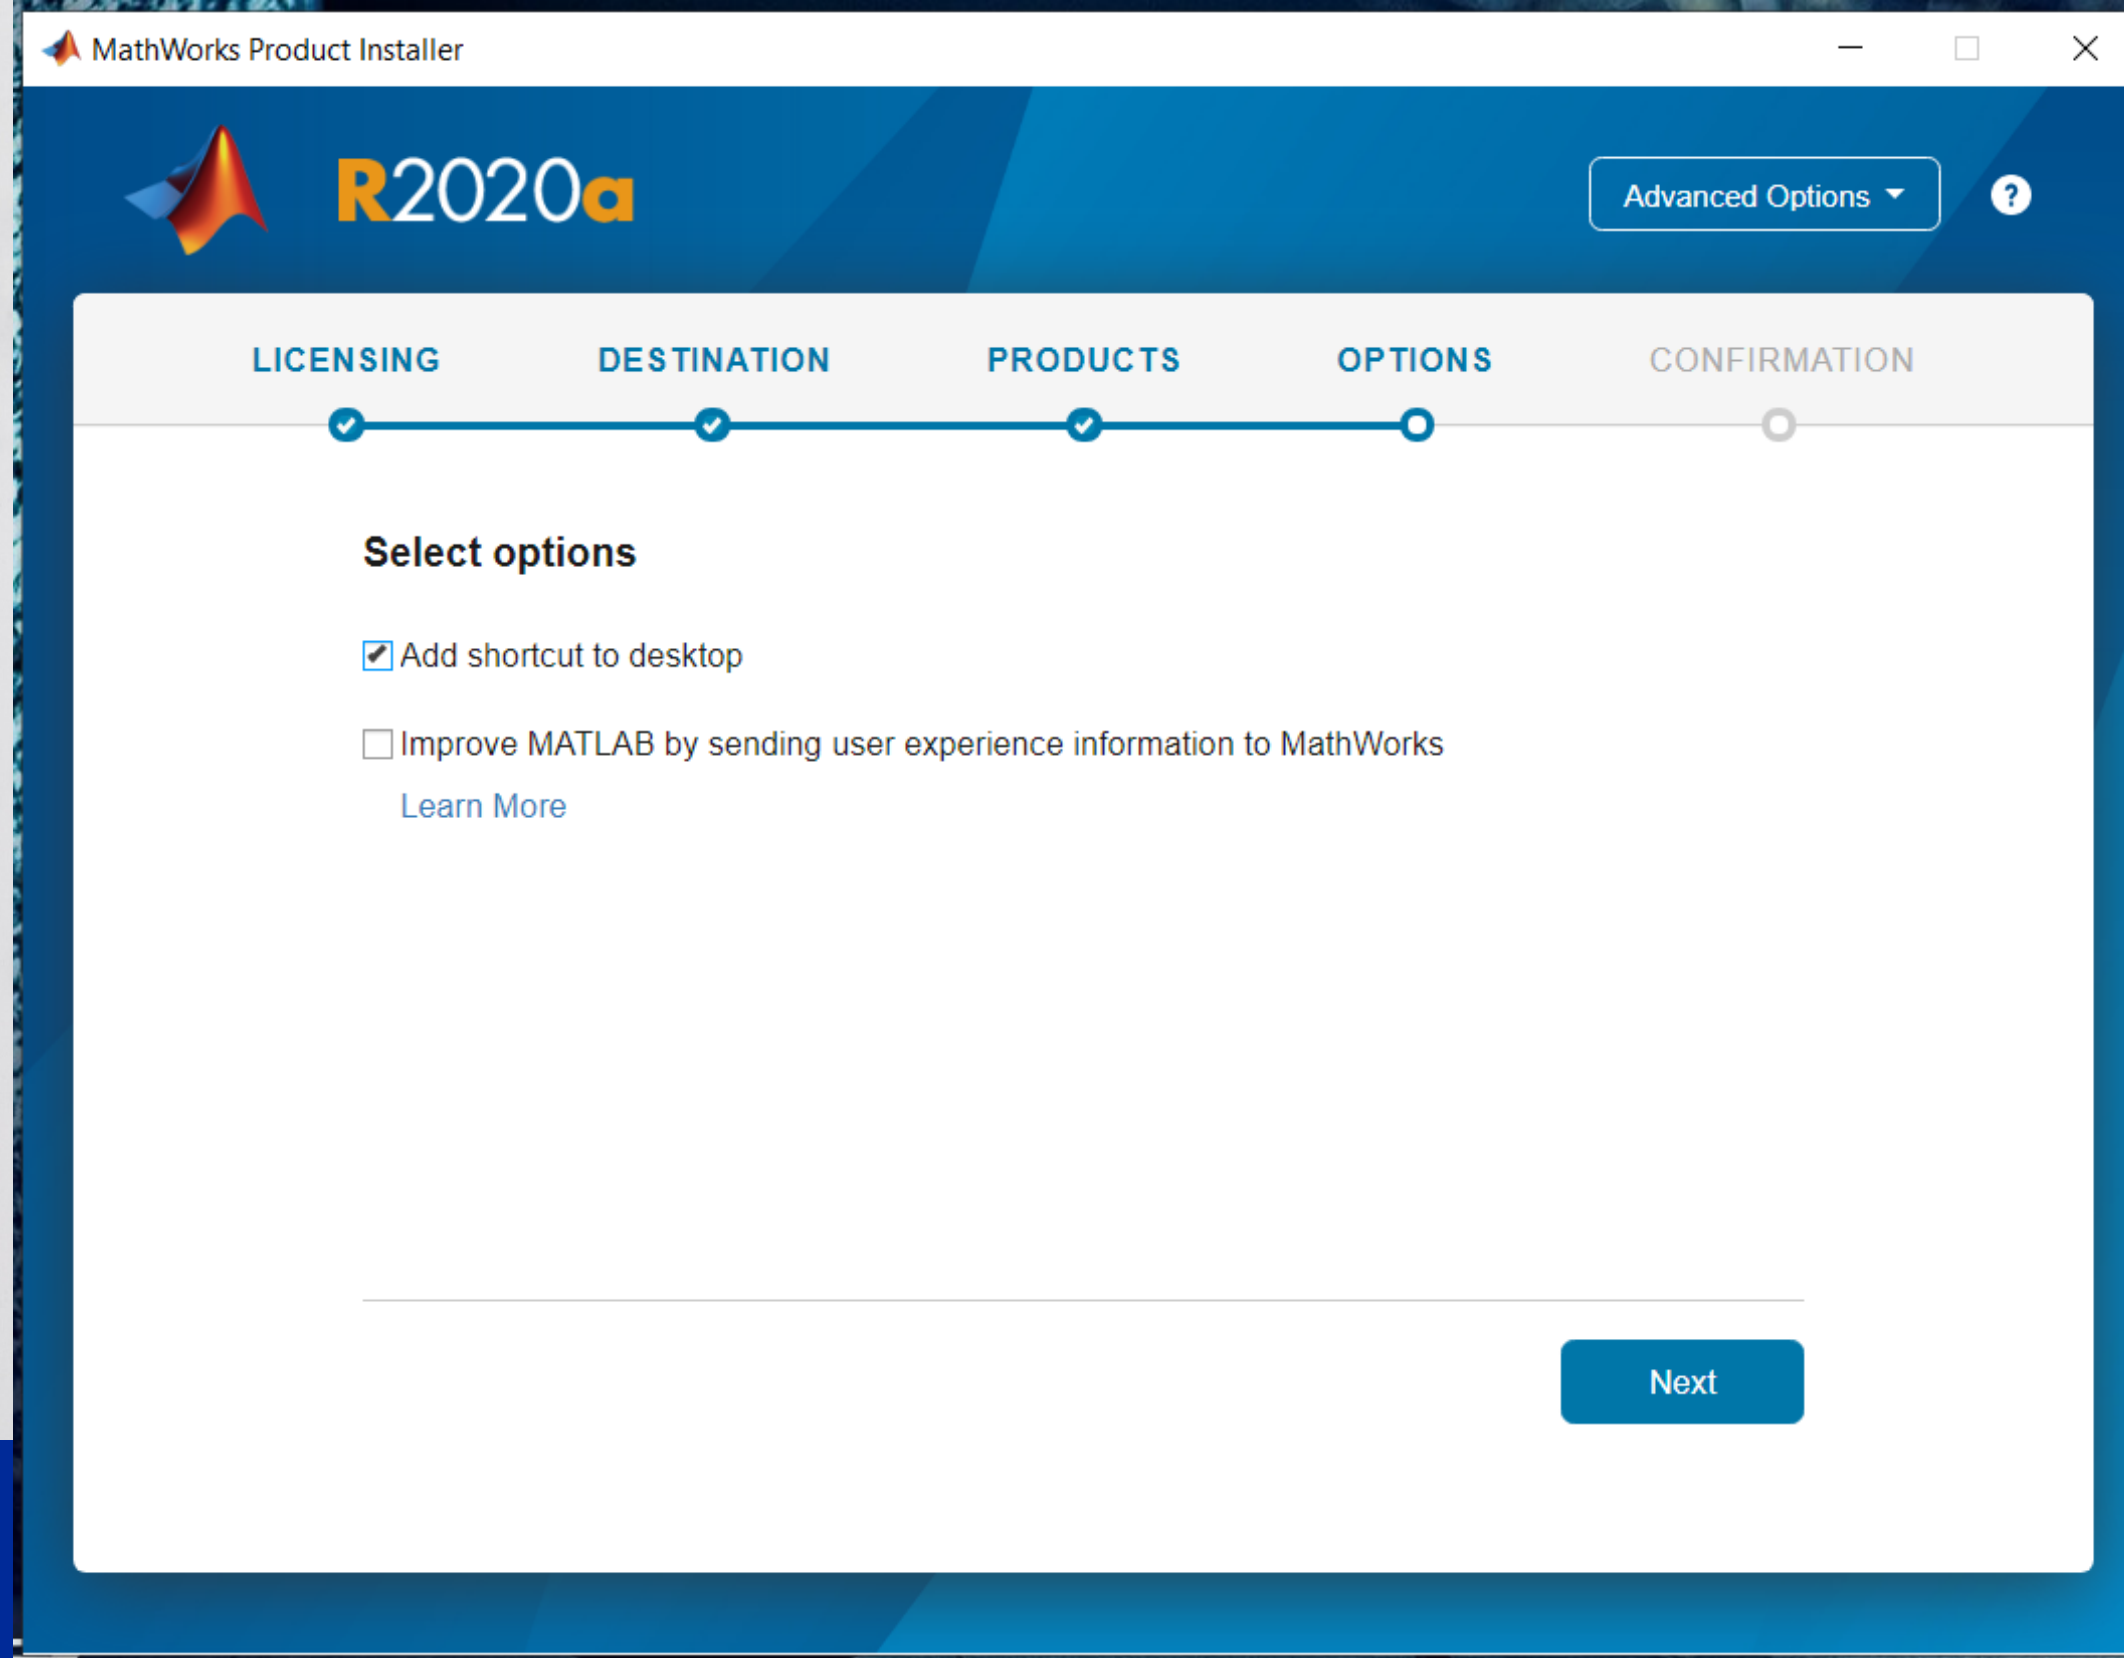 MathWorks Product Installer
R2020a
Advanced Options
?
LICENSING DESTINATION PRODUCTS OPTIONS CONFIRMATION
Select options
Add shortcut to desktop
Improve MATLAB by sending user experience information to MathWorks
Learn More
Next